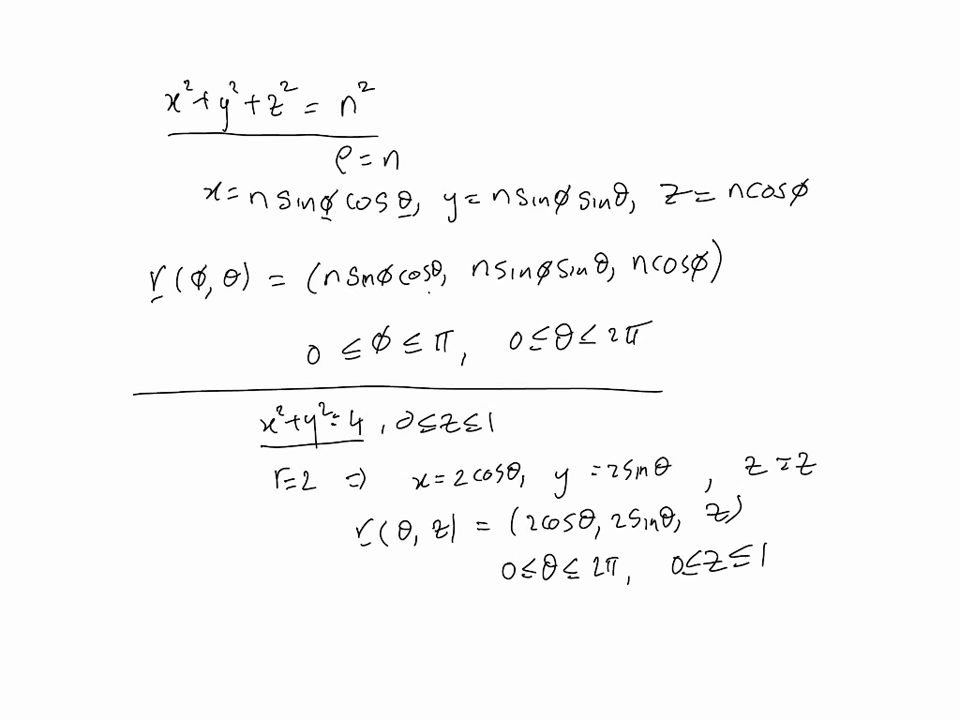 x²+y²+z² = n²
ρ=n
x=n sinϕ cosθ, y=n sinϕ sinθ, z=n cosϕ
r(ϕ,θ) = (n sinϕ cosθ, n sinϕ sinθ, n cosϕ)
0 ≤ϕ≤π, 0≤θ≤2π
x²+y²=4, 0≤z≤1
r=2 ⇒ x=2cosθ, y=2sinθ, z=z
r(θ,z) = (2cosθ, 2sinθ, z)
0≤θ≤2π, 0≤z≤1